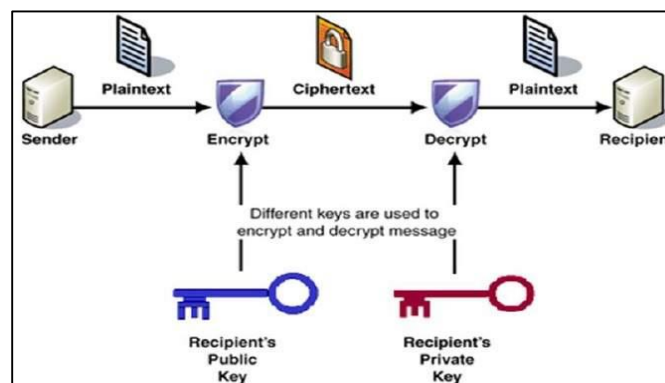 Plaintext
Ciphertext
Plaintext
Sender
Encrypt
Decrypt
Recipient
Different keys are used to
encrypt and decrypt message
Recipient's
Public
Key
Recipient's
Private
Key